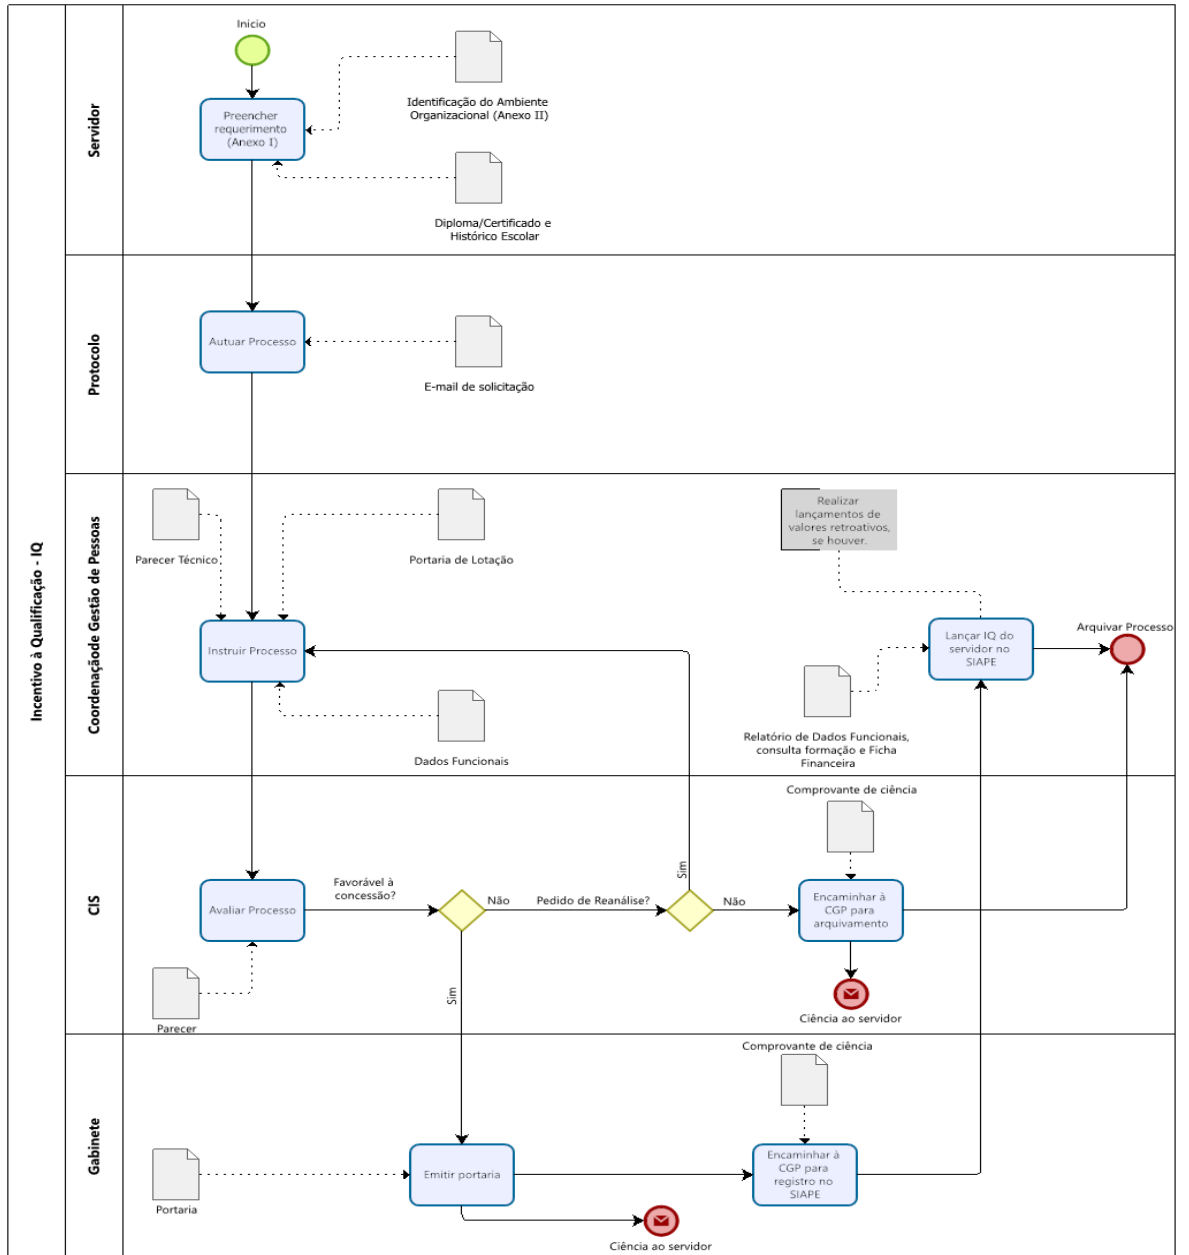 Incentivo à Qualificação - IQ
Servidor
Inicio
Preencher
requerimento
(Anexo I)
Identificação do Ambiente
Organizacional (Anexo II)
Diploma/Certificado e
Histórico Escolar
Protocolo
Autuar Processo
E-mail de solicitação
Coordenaçãode Gestão de Pessoas
Parecer Técnico
Portaria de Lotação
Realizar
lançamentos de
valores retroativos,
se houver.
Instruir Processo
Lançar IQ do
servidor no
SIAPE
Arquivar Processo
Dados Funcionais
Relatório de Dados Funcionais,
consulta formação e Ficha
Financeira
CIS
Comprovante de ciência
Avaliar Processo
Favorável à
concessão?
Não
Sim
Pedido de Reanálise?
Sim
Não
Encaminhar à
CGP para
arquivamento
Parecer
Ciência ao servidor
Gabinete
Comprovante de ciência
Portaria
Emitir portaria
Encaminhar à
CGP para
registro no
SIAPE
Ciência ao servidor